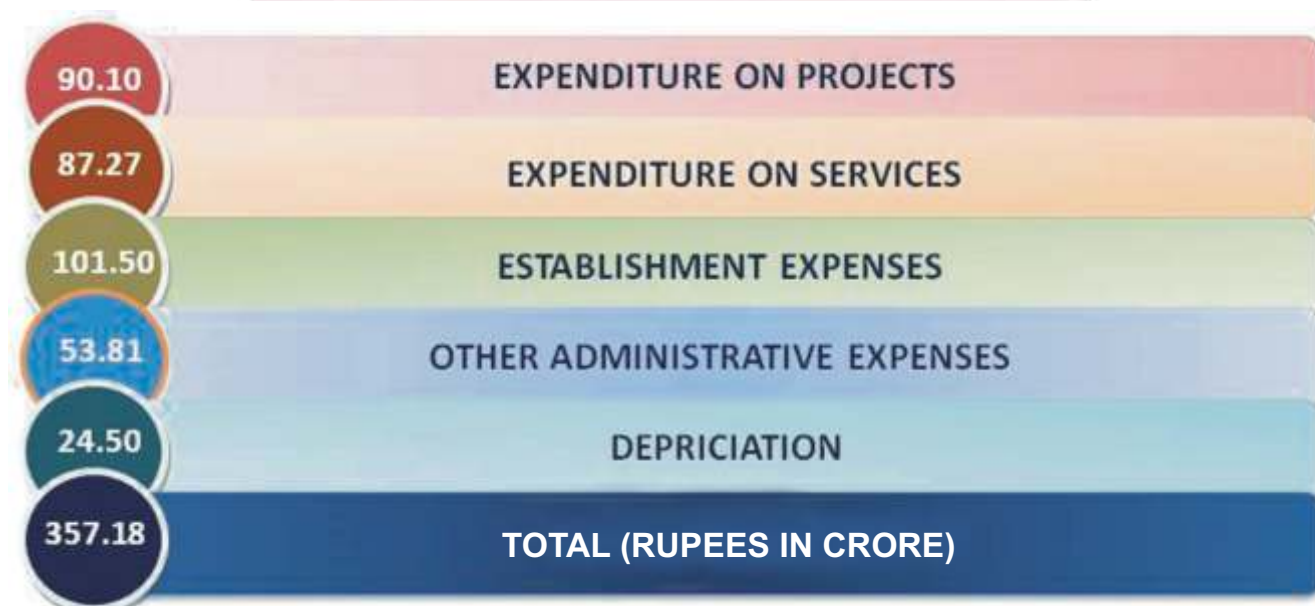 90.10 EXPENDITURE ON PROJECTS
87.27 EXPENDITURE ON SERVICES
101.50 ESTABLISHMENT EXPENSES
53.81 OTHER ADMINISTRATIVE EXPENSES
24.50 DEPRICIATION
357.18 TOTAL (RUPEES IN CRORE)